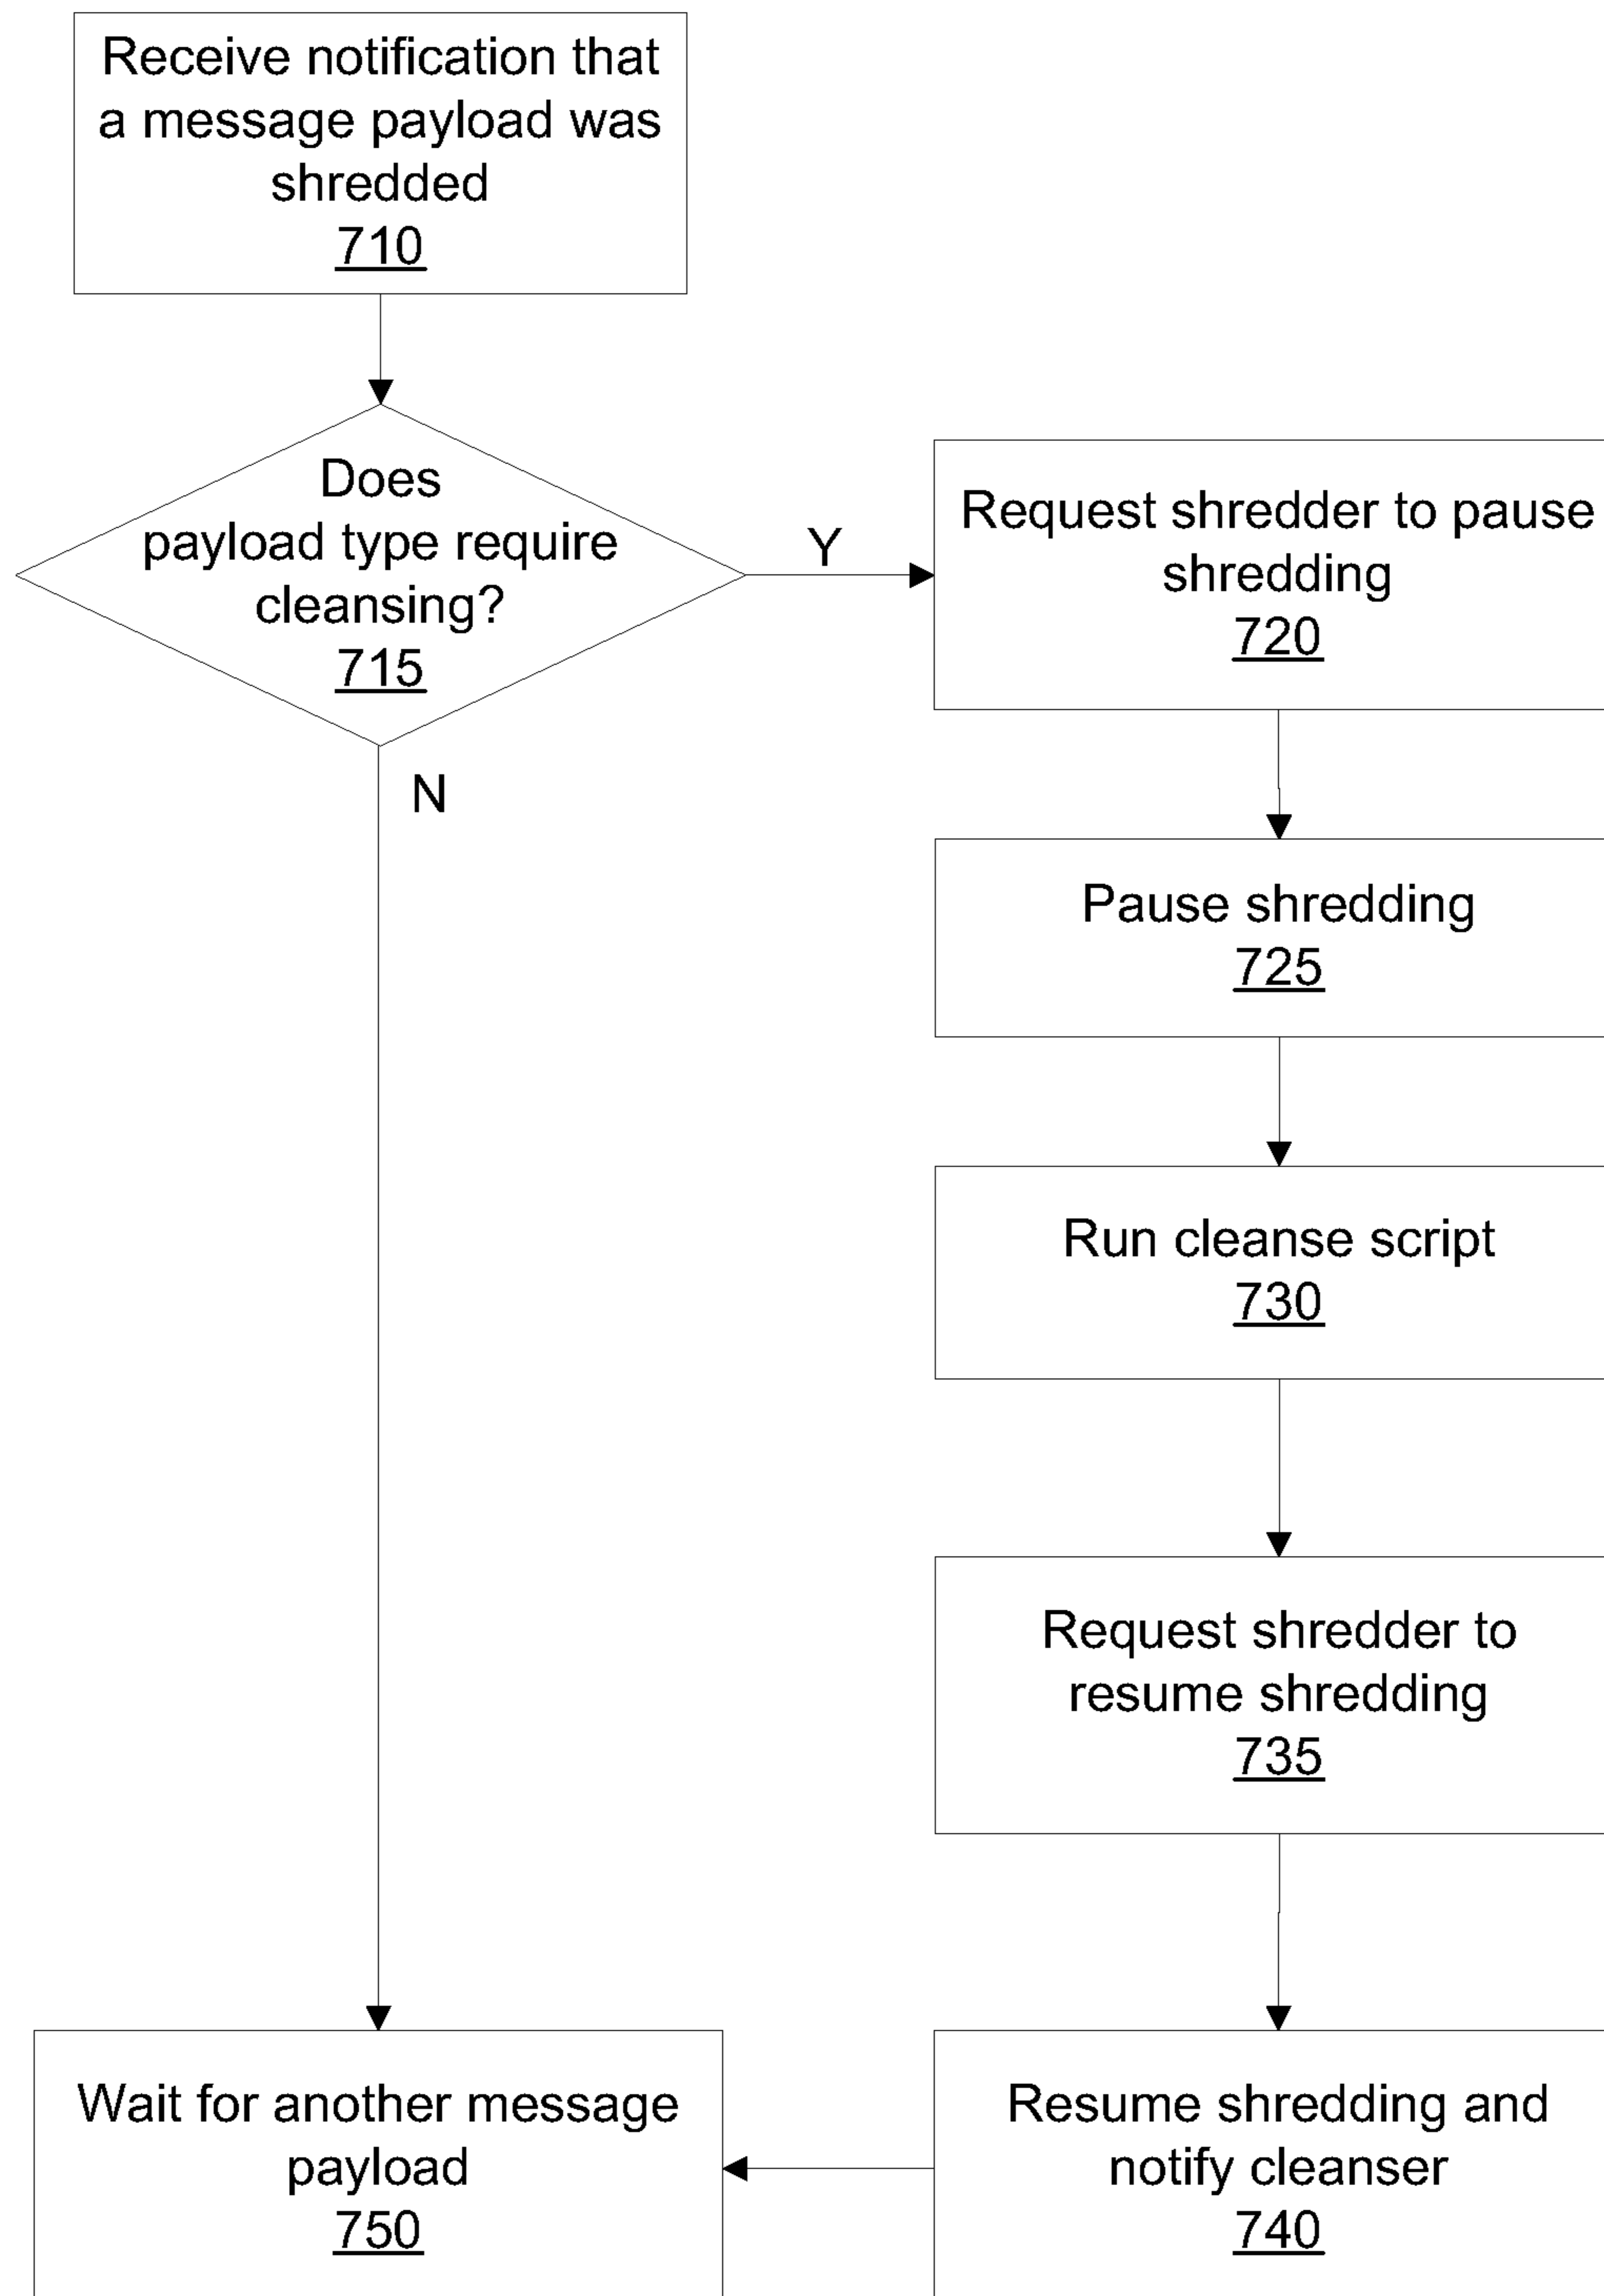 Receive notification that
a message payload was
shredded
710
Does
payload type require
cleansing?
715
Y
N
Request shredder to pause
shredding
720
Pause shredding
725
Run cleanse script
730
Request shredder to
resume shredding
735
Resume shredding and
notify cleanser
740
Wait for another message
payload
750